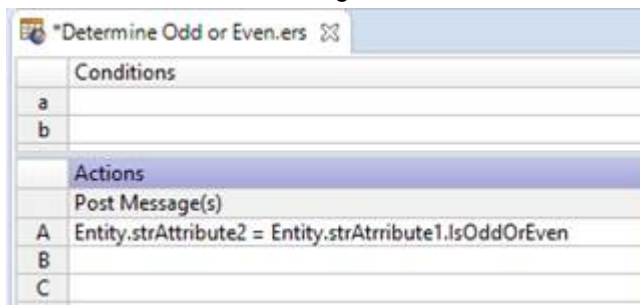 *Determine Odd or Even.ers
Conditions
a
b
Actions
Post Message(s)
A Entity.strAttribute2 = Entity.strAtrribute1.IsOddOrEven
B
C